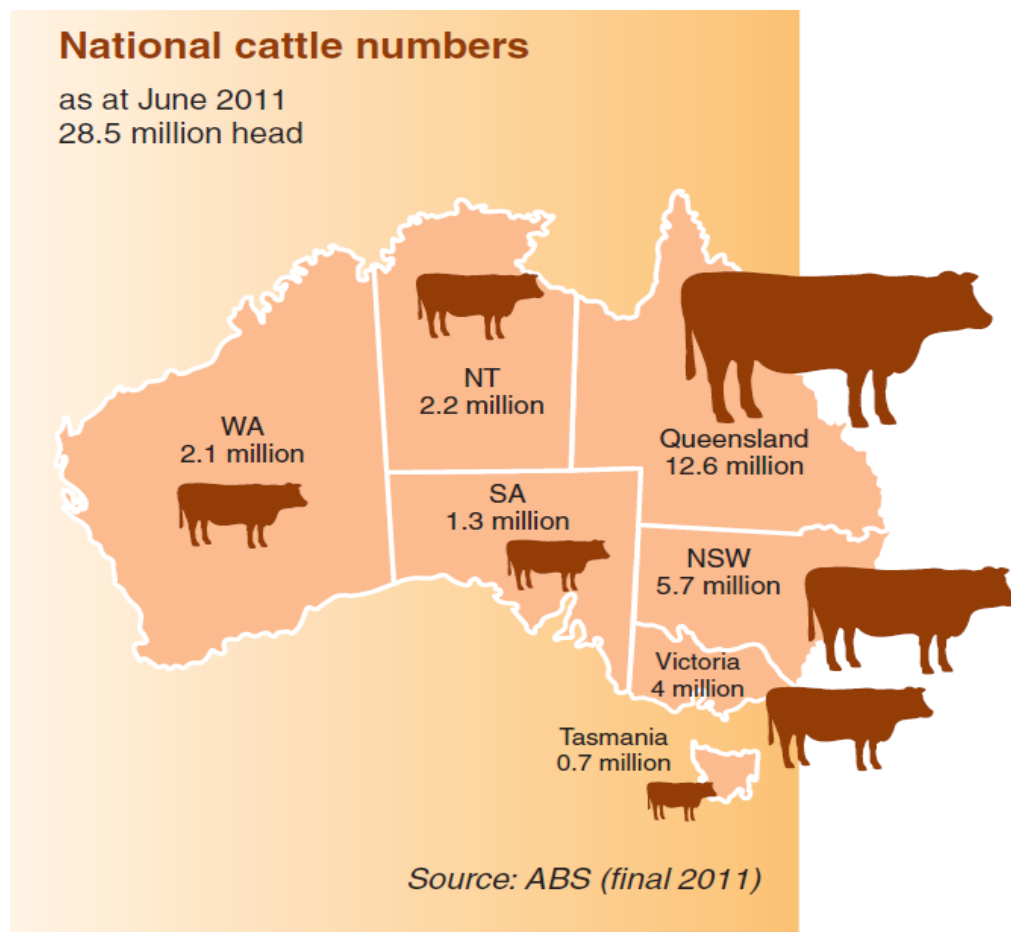 National cattle numbers
as at June 2011
28.5 million head
NT
2.2 million
WA
2.1 million
Queensland
12.6 million
SA
1.3 million
NSW
5.7 million
Victoria
4 million
Tasmania
0.7 million
Source: ABS (final 2011)